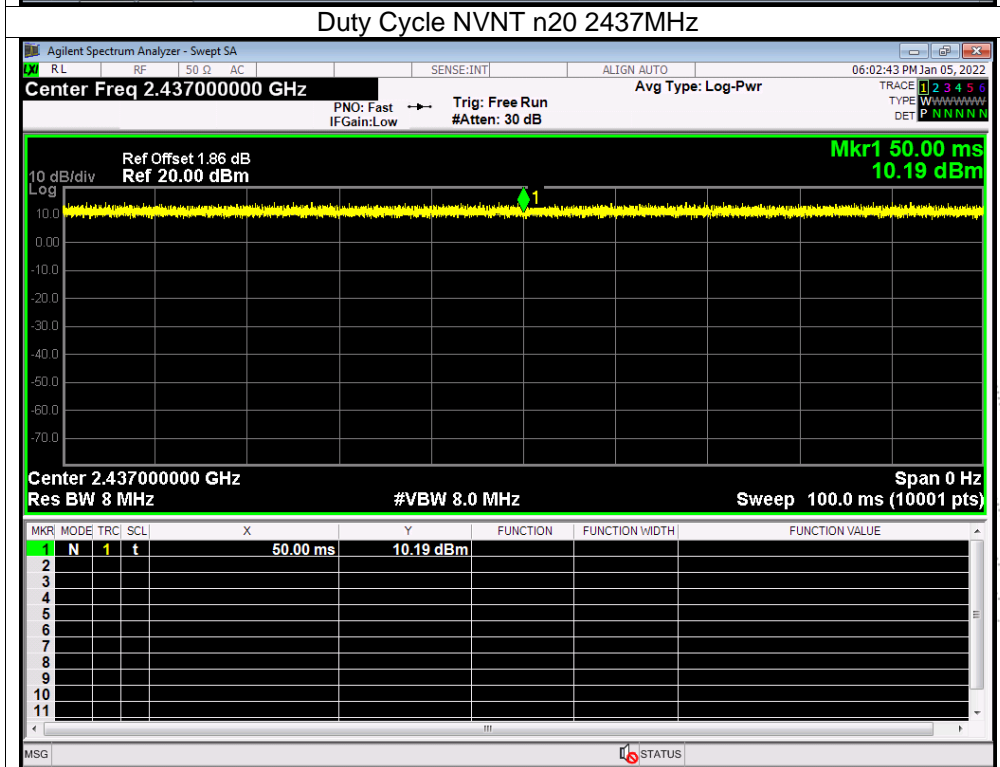 Duty Cycle NVNT n20 2437MHz
Agilent Spectrum Analyzer - Swept SA
LXI RL RF 50 Ω AC SENSE:INT ALIGN AUTO 06:02:43 PM Jan 05, 2022
Center Freq 2.437000000 GHz Avg Type: Log-Pwr TRACE 1 2 3 4 5 6
PNO: Fast Trig: Free Run TYPE WWWWWW
IFGain:Low #Atten: 30 dB DET P N N N N N
Mkr1 50.00 ms
Ref Offset 1.86 dB
10 dB/div Ref 20.00 dBm 10.19 dBm
Log
1
10.0
0.00
-10.0
-20.0
-30.0
-40.0
-50.0
-60.0
-70.0
Center 2.437000000 GHz Span 0 Hz
Res BW 8 MHz #VBW 8.0 MHz Sweep 100.0 ms (10001 pts)
MKR MODE TRC SCL X Y FUNCTION FUNCTION WIDTH FUNCTION VALUE
1 N 1 t 50.00 ms 10.19 dBm
2
3
4
5
6
7
8
9
10
11
MSG STATUS